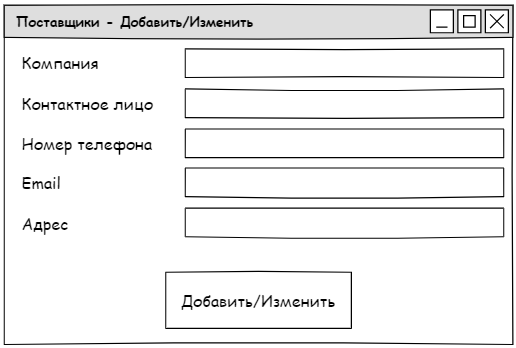 Поставщики - Добавить/Изменить
Компания
Контактное лицо
Номер телефона
Email
Адрес
Добавить/Изменить